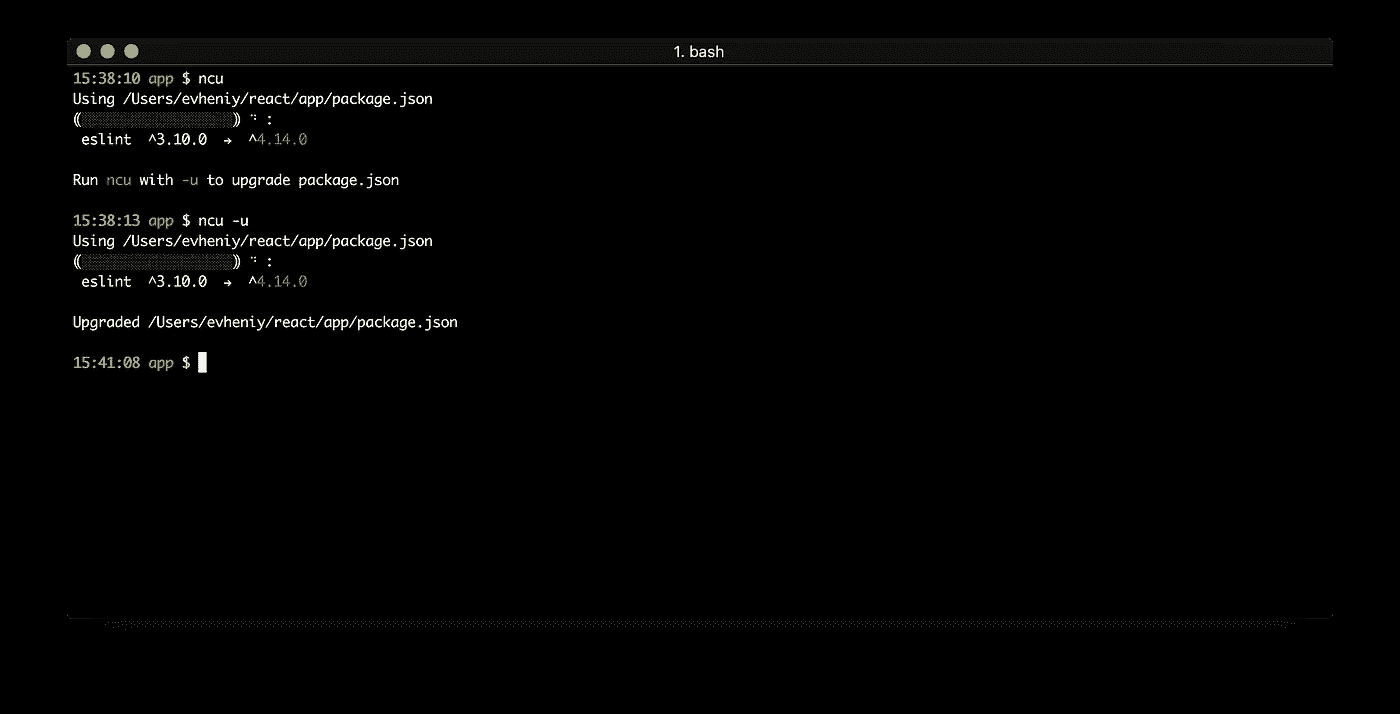 1. bash
15:38:10 app $ ncu
Using /Users/evheniy/react/app/package.json
(░░░░░░░░░░░░░░░░░░) ⠙ :
eslint ^3.10.0 → ^4.14.0
Run ncu with -u to upgrade package.json
15:38:13 app $ ncu -u
Using /Users/evheniy/react/app/package.json
(░░░░░░░░░░░░░░░░░░) ⠙ :
eslint ^3.10.0 → ^4.14.0
Upgraded /Users/evheniy/react/app/package.json
15:41:08 app $